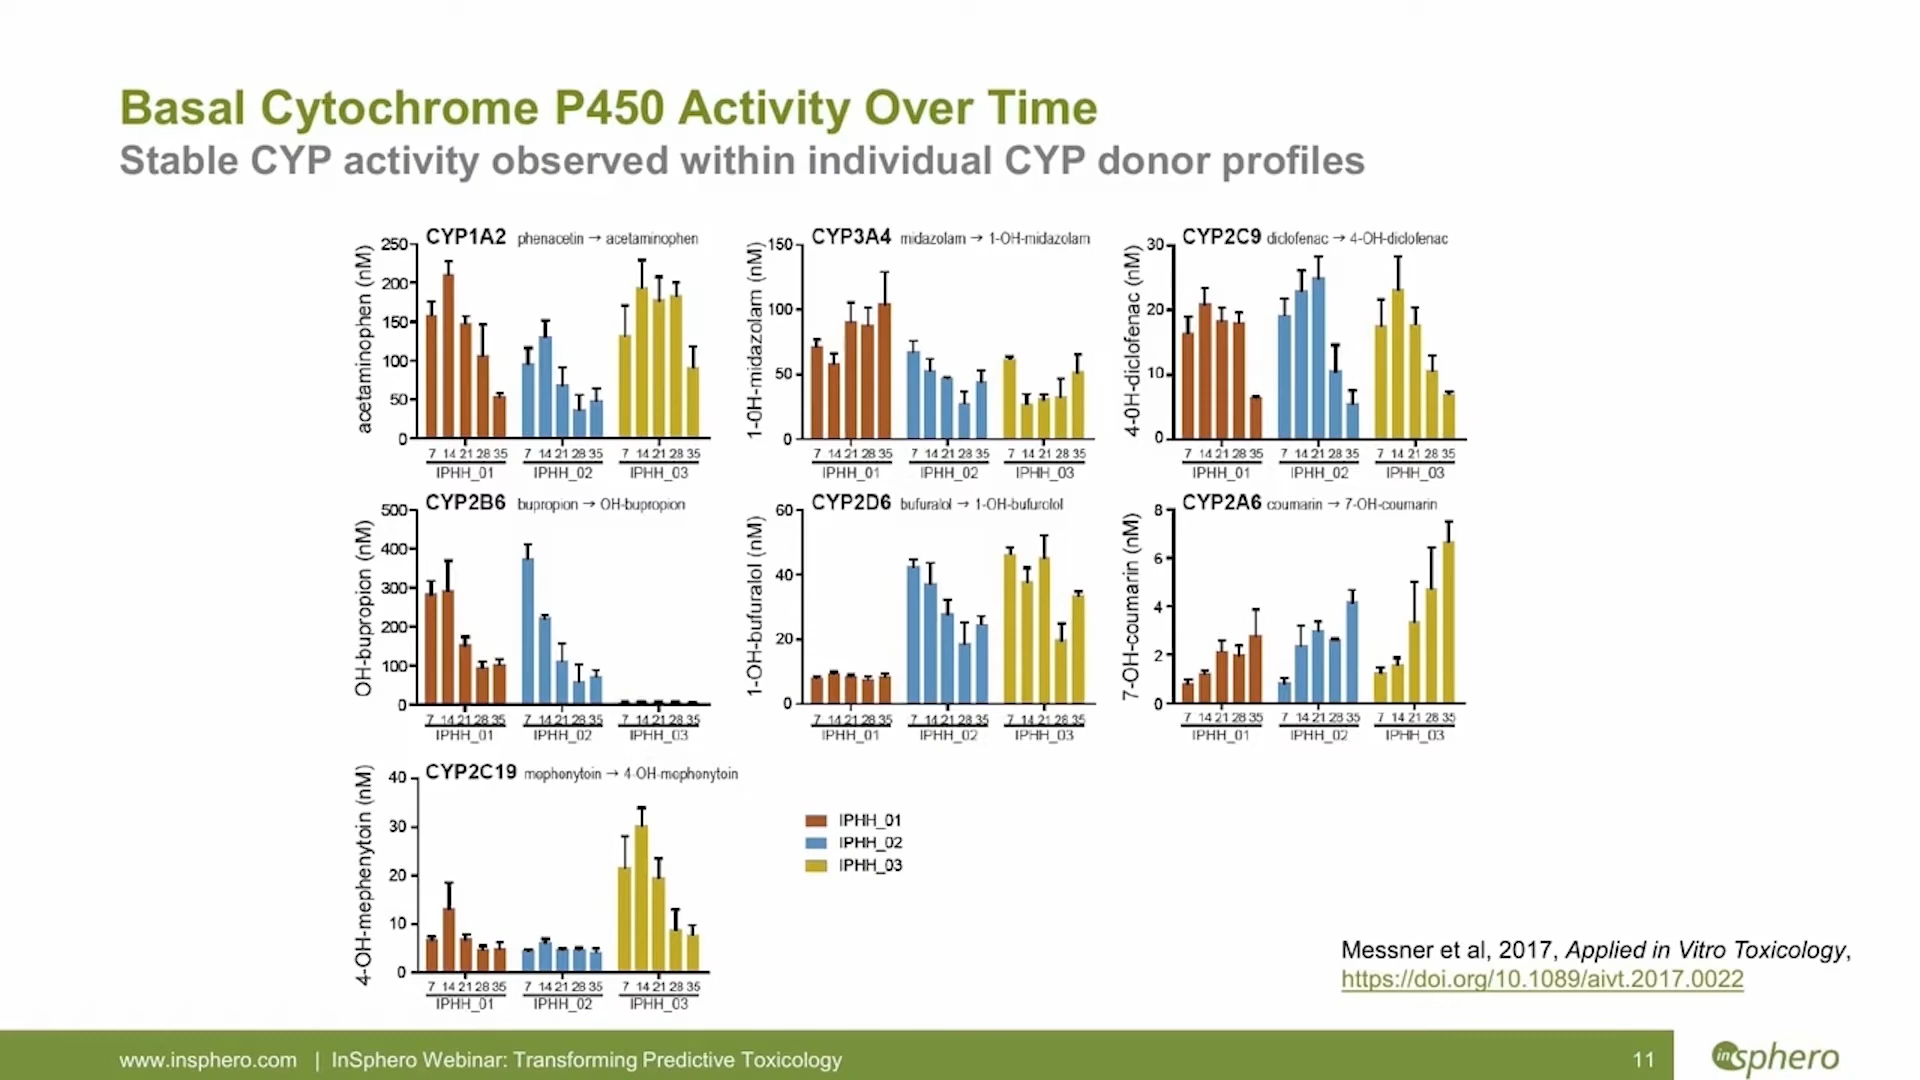 Basal Cytochrome P450 Activity Over Time
Stable CYP activity observed within individual CYP donor profiles
CYP1A2 phenacetin → acetaminophen
acetaminophen (nM)
250
200
150
100
50
0
7 14 21 28 35 7 14 21 28 35 7 14 21 28 35
IPHH_01 IPHH_02 IPHH_03
CYP3A4 midazolam → 1-OH-midazolam
1-OH-midazolam (nM)
150
100
50
0
7 14 21 28 35 7 14 21 28 35 7 14 21 28 35
IPHH_01 IPHH_02 IPHH_03
CYP2C9 diclofenac → 4-OH-diclofenac
4-OH-diclofenac (nM)
30
20
10
0
7 14 21 28 35 7 14 21 28 35 7 14 21 28 35
IPHH_01 IPHH_02 IPHH_03
CYP2B6 bupropion → OH-bupropion
OH-bupropion (nM)
500
400
300
200
100
0
7 14 21 28 35 7 14 21 28 35 7 14 21 28 35
IPHH_01 IPHH_02 IPHH_03
CYP2D6 bufuralol → 1-OH-bufurolol
1-OH-bufuralol (nM)
60
40
20
0
7 14 21 28 35 7 14 21 28 35 7 14 21 28 35
IPHH_01 IPHH_02 IPHH_03
CYP2A6 coumarin → 7-OH-coumarin
7-OH-coumarin (nM)
8
6
4
2
0
7 14 21 28 35 7 14 21 28 35 7 14 21 28 35
IPHH_01 IPHH_02 IPHH_03
CYP2C19 mephenytoin → 4-OH-mephenytoin
4-OH-mephenytoin (nM)
40
30
20
10
0
7 14 21 28 35 7 14 21 28 35 7 14 21 28 35
IPHH_01 IPHH_02 IPHH_03
IPHH_01
IPHH_02
IPHH_03
Messner et al, 2017, Applied in Vitro Toxicology,
https://doi.org/10.1089/aivt.2017.0022
www.insphero.com | InSphero Webinar: Transforming Predictive Toxicology
11
insphero